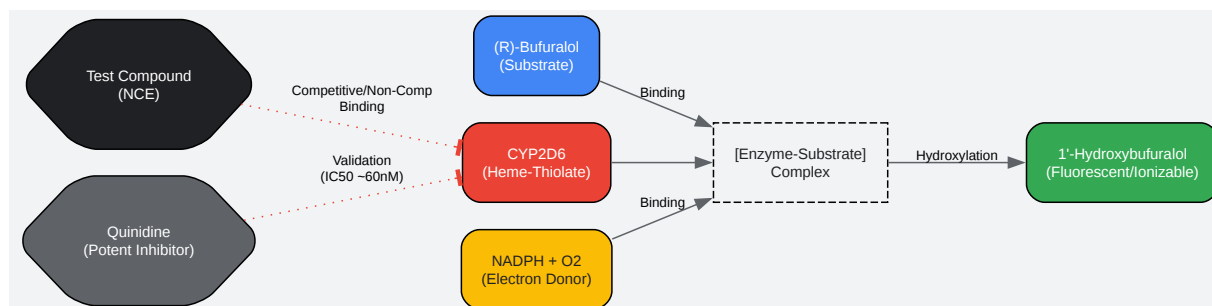 Test Compound
(NCE)
Competitive/Non-Comp
Binding
Validation
(IC50 ~60nM)
Quinidine
(Potent Inhibitor)
(R)-Bufuralol
(Substrate)
Binding
CYP2D6
(Heme-Thiolate)
Binding
NADPH + O2
(Electron Donor)
[Enzyme-Substrate]
Complex
Hydroxylation
1'-Hydroxybufuralol
(Fluorescent/Ionizable)